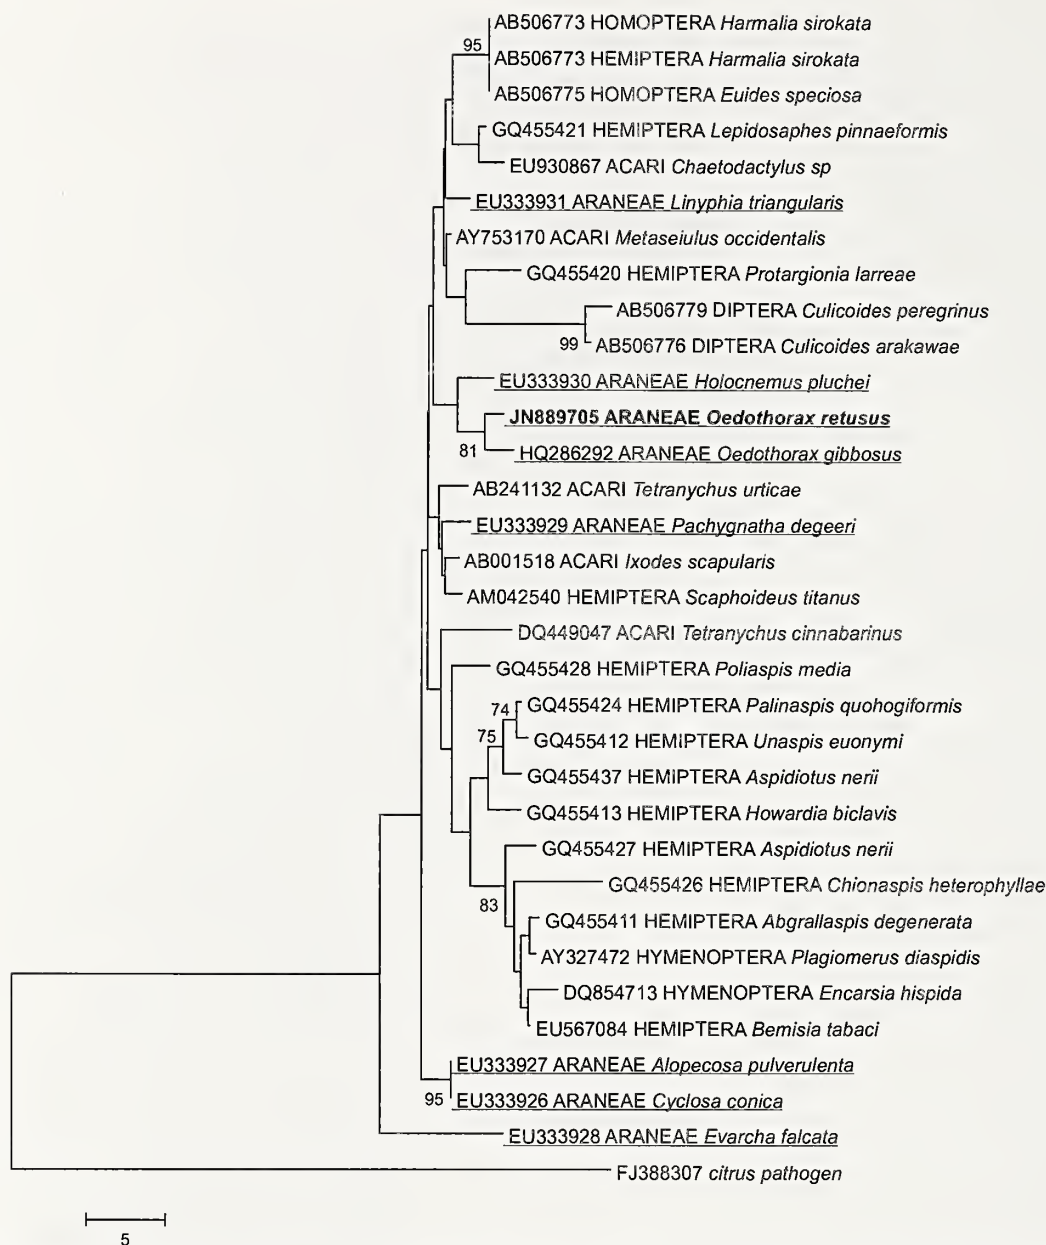 AB506773 HOMOPTERA Harmalia sirokata
95
AB506773 HEMIPTERA Harmalia sirokata
AB506775 HOMOPTERA Euides speciosa
GQ455421 HEMIPTERA Lepidosaphes pinnaeformis
EU930867 ACARI Chaetodactylus sp
EU333931 ARANEAE Linyphia triangularis
AY753170 ACARI Metaseiulus occidentalis
GQ455420 HEMIPTERA Protargionia larreae
AB506779 DIPTERA Culicoides peregrinus
99 AB506776 DIPTERA Culicoides arakawae
EU333930 ARANEAE Holocnemus pluchei
JN889705 ARANEAE Oedothorax retusus
81 HQ286292 ARANEAE Oedothorax gibbosus
AB241132 ACARI Tetranychus urticae
EU333929 ARANEAE Pachygnatha degeeri
AB001518 ACARI Ixodes scapularis
AM042540 HEMIPTERA Scaphoideus titanus
DQ449047 ACARI Tetranychus cinnabarinus
GQ455428 HEMIPTERA Poliaspis media
74 GQ455424 HEMIPTERA Palinaspis quohogiformis
75 GQ455412 HEMIPTERA Unaspis euonymi
GQ455437 HEMIPTERA Aspidiotus nerii
GQ455413 HEMIPTERA Howardia biclavis
GQ455427 HEMIPTERA Aspidiotus nerii
GQ455426 HEMIPTERA Chionaspis heterophyllae
83
GQ455411 HEMIPTERA Abgrallaspis degenerata
AY327472 HYMENOPTERA Plagiomerus diaspidis
DQ854713 HYMENOPTERA Encarsia hispida
EU567084 HEMIPTERA Bemisia tabaci
EU333927 ARANEAE Alopecosa pulverulenta
95 EU333926 ARANEAE Cyclosa conica
EU333928 ARANEAE Evarcha falcata
FJ388307 citrus pathogen
5